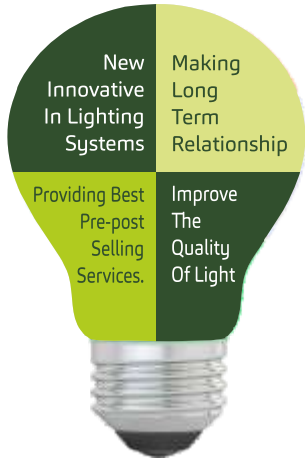 New
Innovative
In Lighting
Systems
Making
Long
Term
Relationship
Providing Best
Pre-post
Selling
Services.
Improve
The
Quality
Of Light